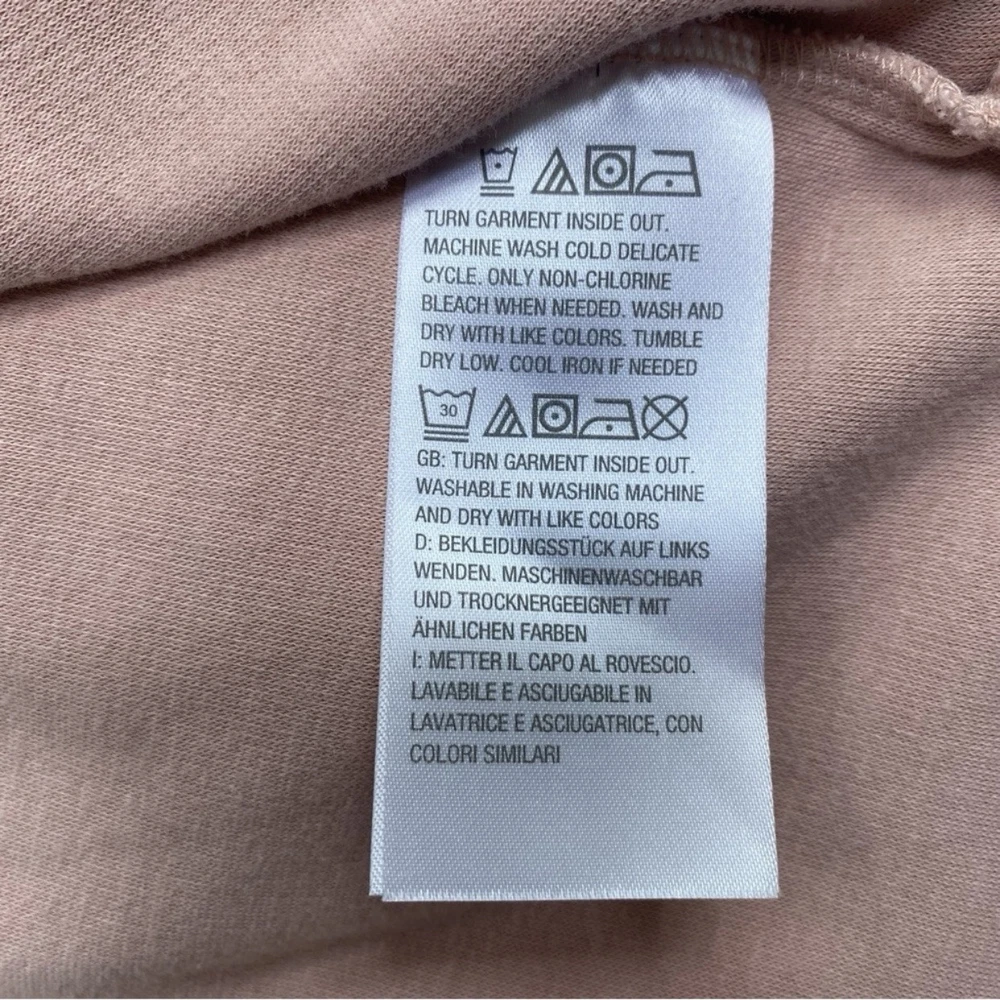 TURN GARMENT INSIDE OUT.
MACHINE WASH COLD DELICATE
CYCLE. ONLY NON-CHLORINE
BLEACH WHEN NEEDED. WASH AND
DRY WITH LIKE COLORS. TUMBLE
DRY LOW. COOL IRON IF NEEDED
30
GB: TURN GARMENT INSIDE OUT.
WASHABLE IN WASHING MACHINE
AND DRY WITH LIKE COLORS
D: BEKLEIDUNGSSTÜCK AUF LINKS
WENDEN. MASCHINENWASCHBAR
UND TROCKNERGEEIGNET MIT
ÄHNLICHEN FARBEN
I: METTER IL CAPO AL ROVESCIO.
LAVABILE E ASCIUGABILE IN
LAVATRICE E ASCIUGATRICE, CON
COLORI SIMILARI